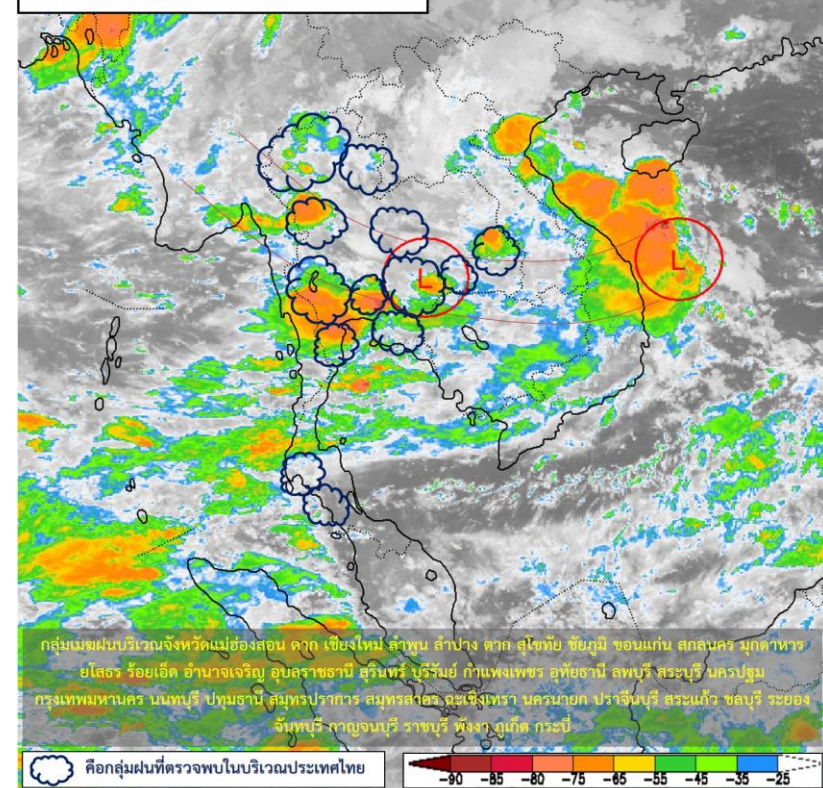 L
L
กลุ่มเมฆฝนบริเวณจังหวัดแม่ฮ่องสอน ตาก เชียงใหม่ ลำพูน ลำปาง ตาก สุโขทัย ชัยภูมิ ขอนแก่น สกลนคร มุกดาหาร
ยโสธร ร้อยเอ็ด อำนาจเจริญ อุบลราชธานี สุรินทร์ บุรีรัมย์ กำแพงเพชร อุทัยธานี ลพบุรี สระบุรี นครปฐม
กรุงเทพมหานคร นนทบุรี ปทุมธานี สมุทรปราการ สมุทรสาคร ฉะเชิงเทรา นครนายก ปราจีนบุรี สระแก้ว ชลบุรี ระยอง
จันทบุรี กาญจนบุรี ราชบุรี พังงา ภูเก็ต กระบี่
คือกลุ่มฝนที่ตรวจพบในบริเวณประเทศไทย
-90 -85 -80 -75 -65 -55 -45 -35 -25